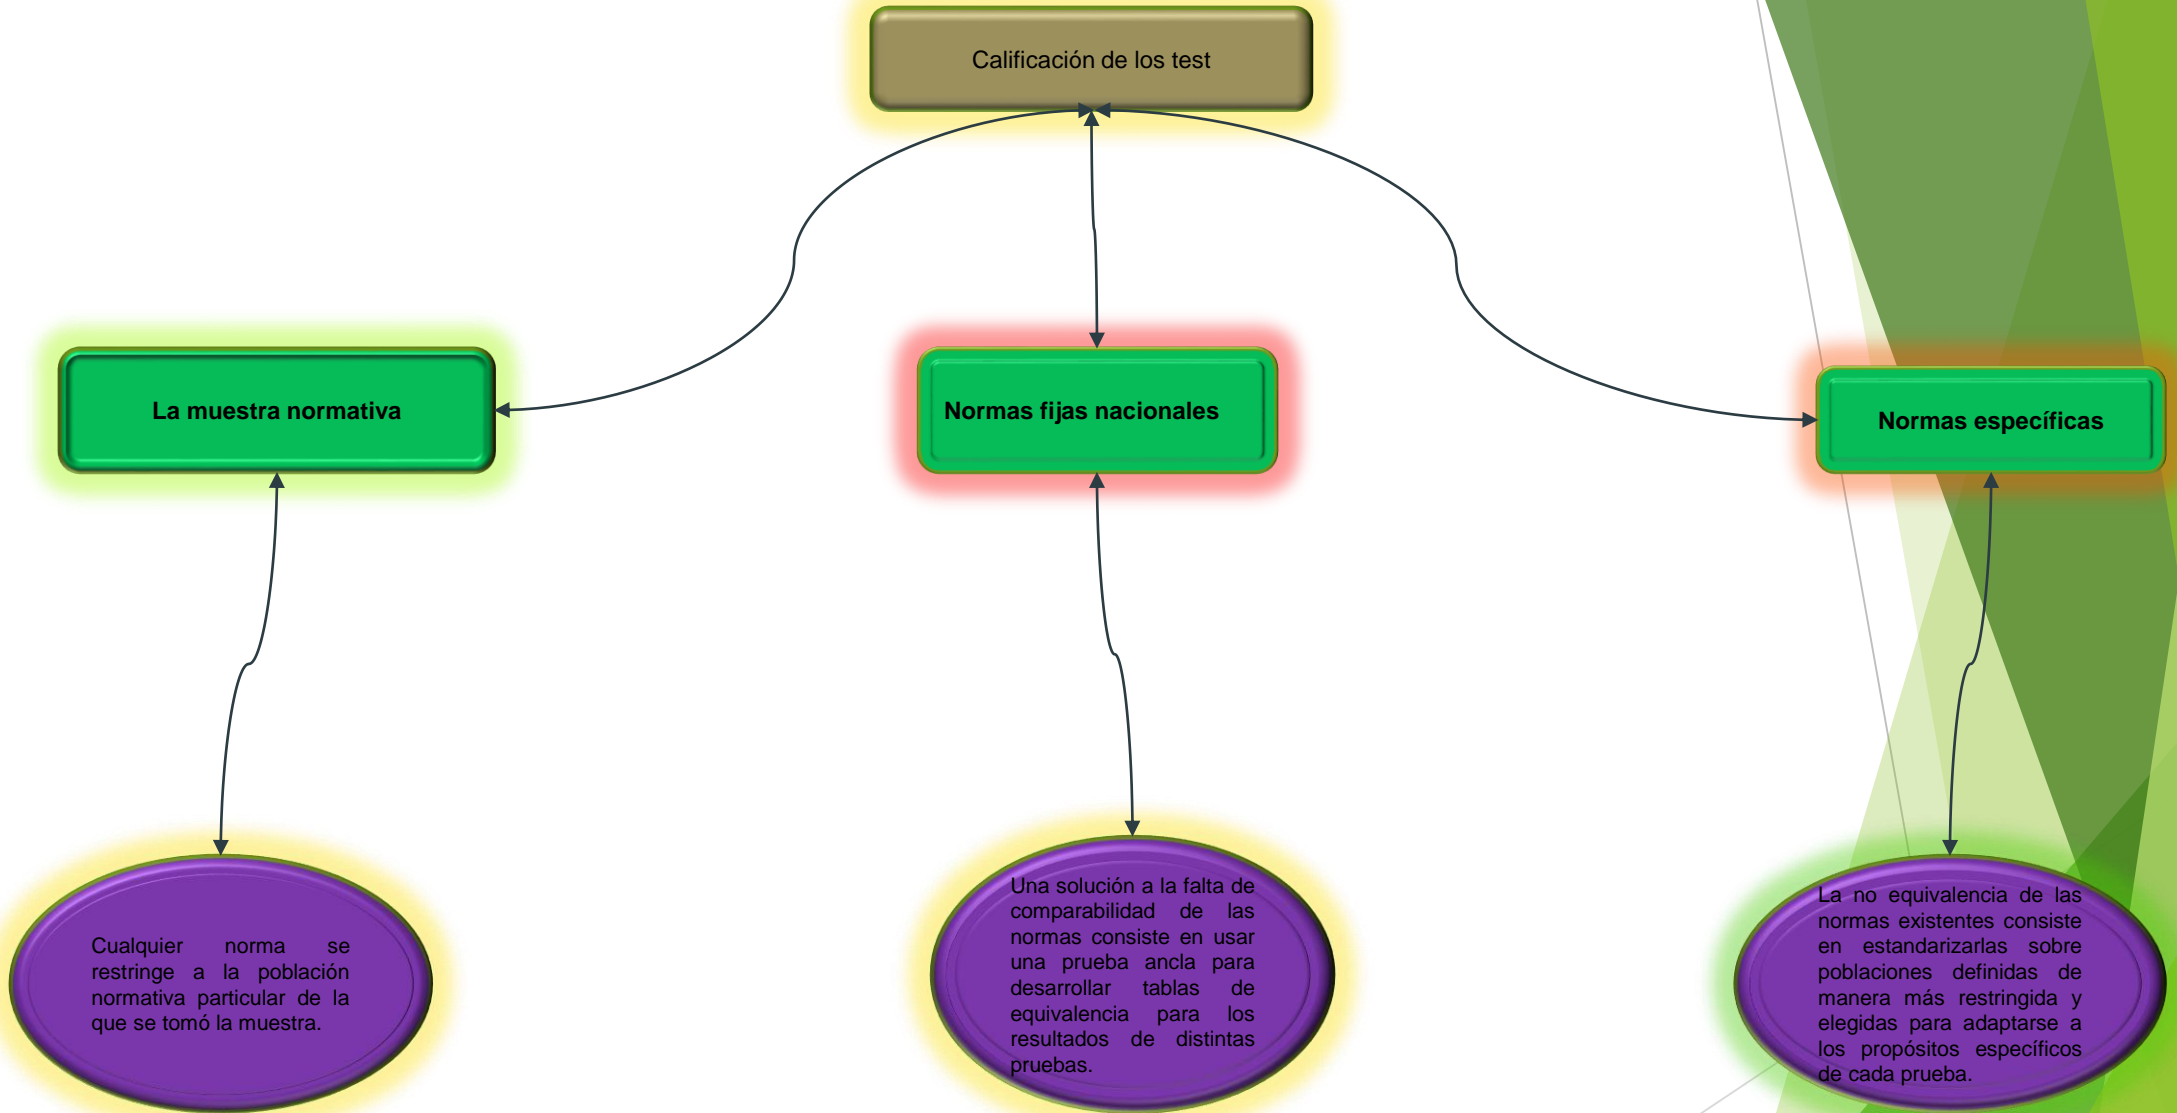 Calificación de los test
La muestra normativa
Normas fijas nacionales
Normas específicas
Cualquier norma se
restringe a la población
normativa particular de la
que se tomó la muestra.
Una solución a la falta de
comparabilidad de las
normas consiste en usar
una prueba ancla para
desarrollar tablas de
equivalencia para los
resultados de distintas
pruebas.
La no equivalencia de las
normas existentes consiste
en estandarizarlas sobre
poblaciones definidas de
manera más restringida y
elegidas para adaptarse a
los propósitos específicos
de cada prueba.